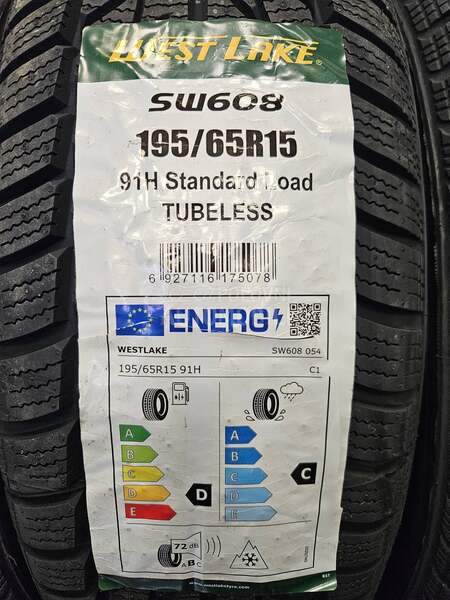 WEST LAKE®
SW608
195/65R15
91H Standard Load
TUBELESS
6 927116 175078
ENERG
WESTLAKE
SW608 054
195/65R15 91H
C1
A
B
C
D
E
D
A
B
C
D
E
C
72 dB
ABC